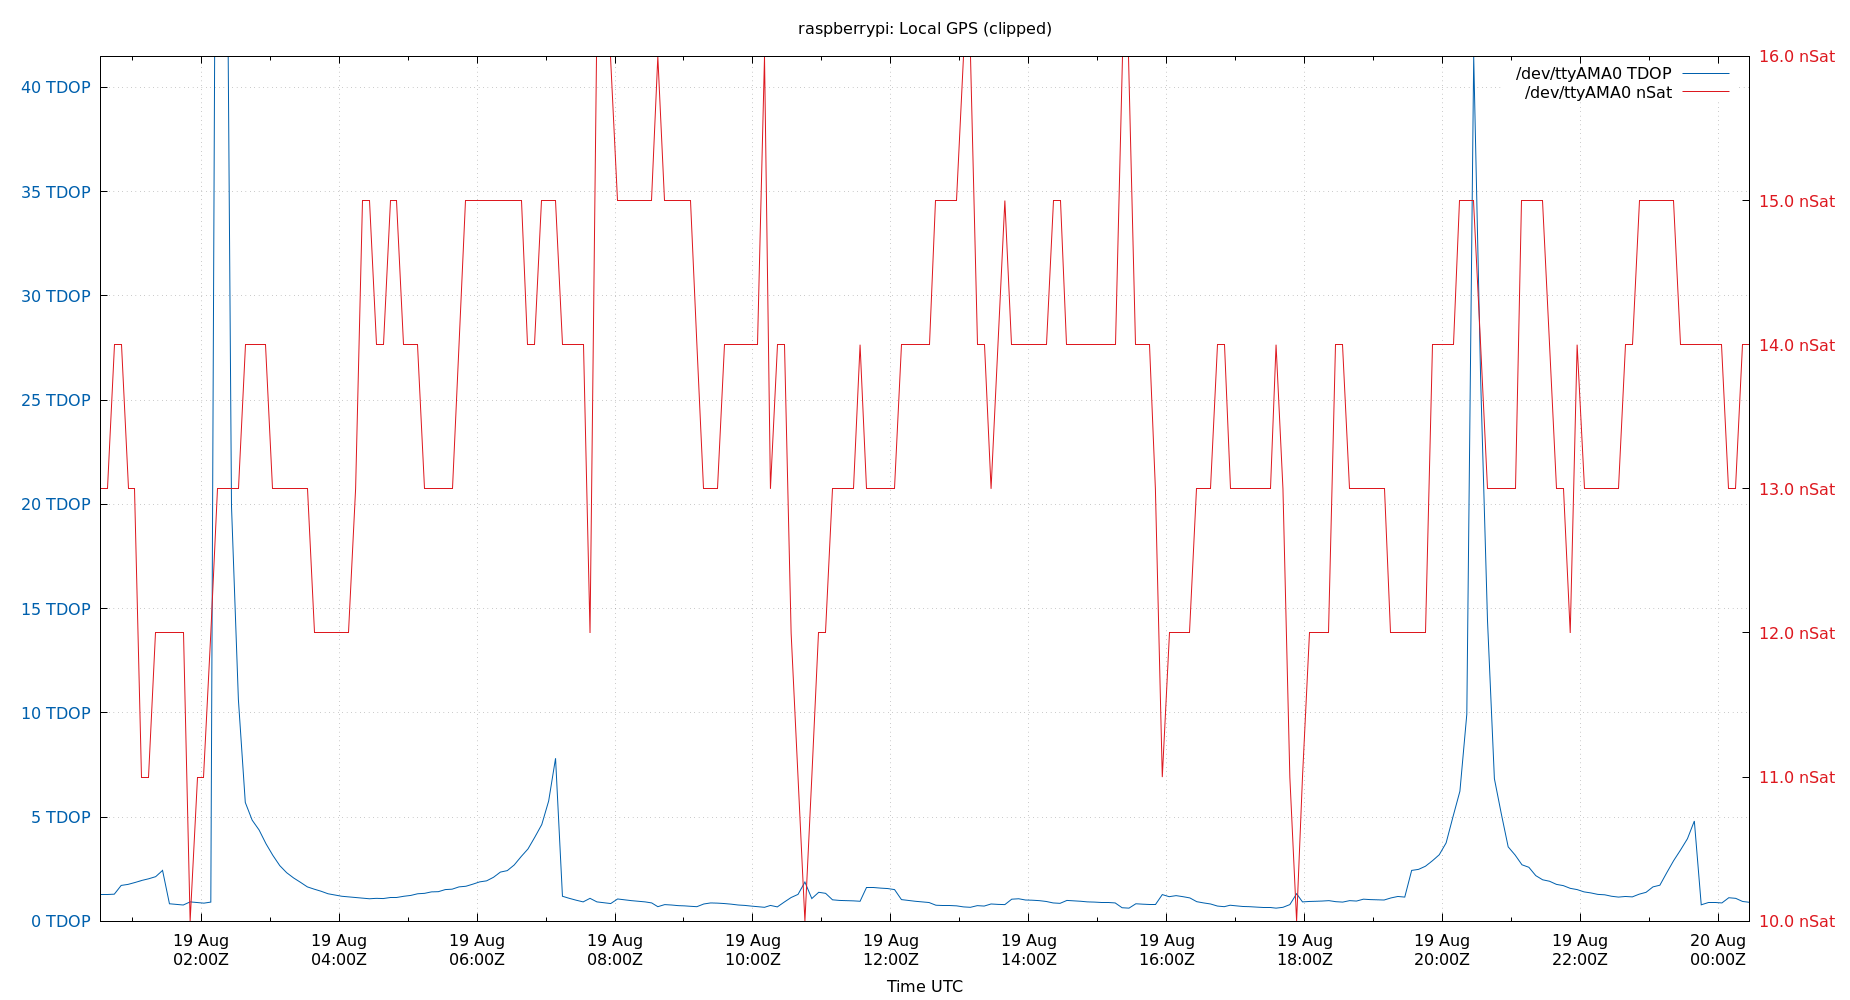 raspberrypi: Local GPS (clipped)
/dev/ttyAMA0 TDOP
/dev/ttyAMA0 nSat
40 TDOP
35 TDOP
30 TDOP
25 TDOP
20 TDOP
15 TDOP
10 TDOP
5 TDOP
0 TDOP
16.0 nSat
15.0 nSat
14.0 nSat
13.0 nSat
12.0 nSat
11.0 nSat
10.0 nSat
19 Aug 19 Aug 19 Aug 19 Aug 19 Aug 19 Aug 19 Aug 19 Aug 19 Aug 19 Aug 19 Aug 20 Aug
02:00Z 04:00Z 06:00Z 08:00Z 10:00Z 12:00Z 14:00Z 16:00Z 18:00Z 20:00Z 22:00Z 00:00Z
Time UTC